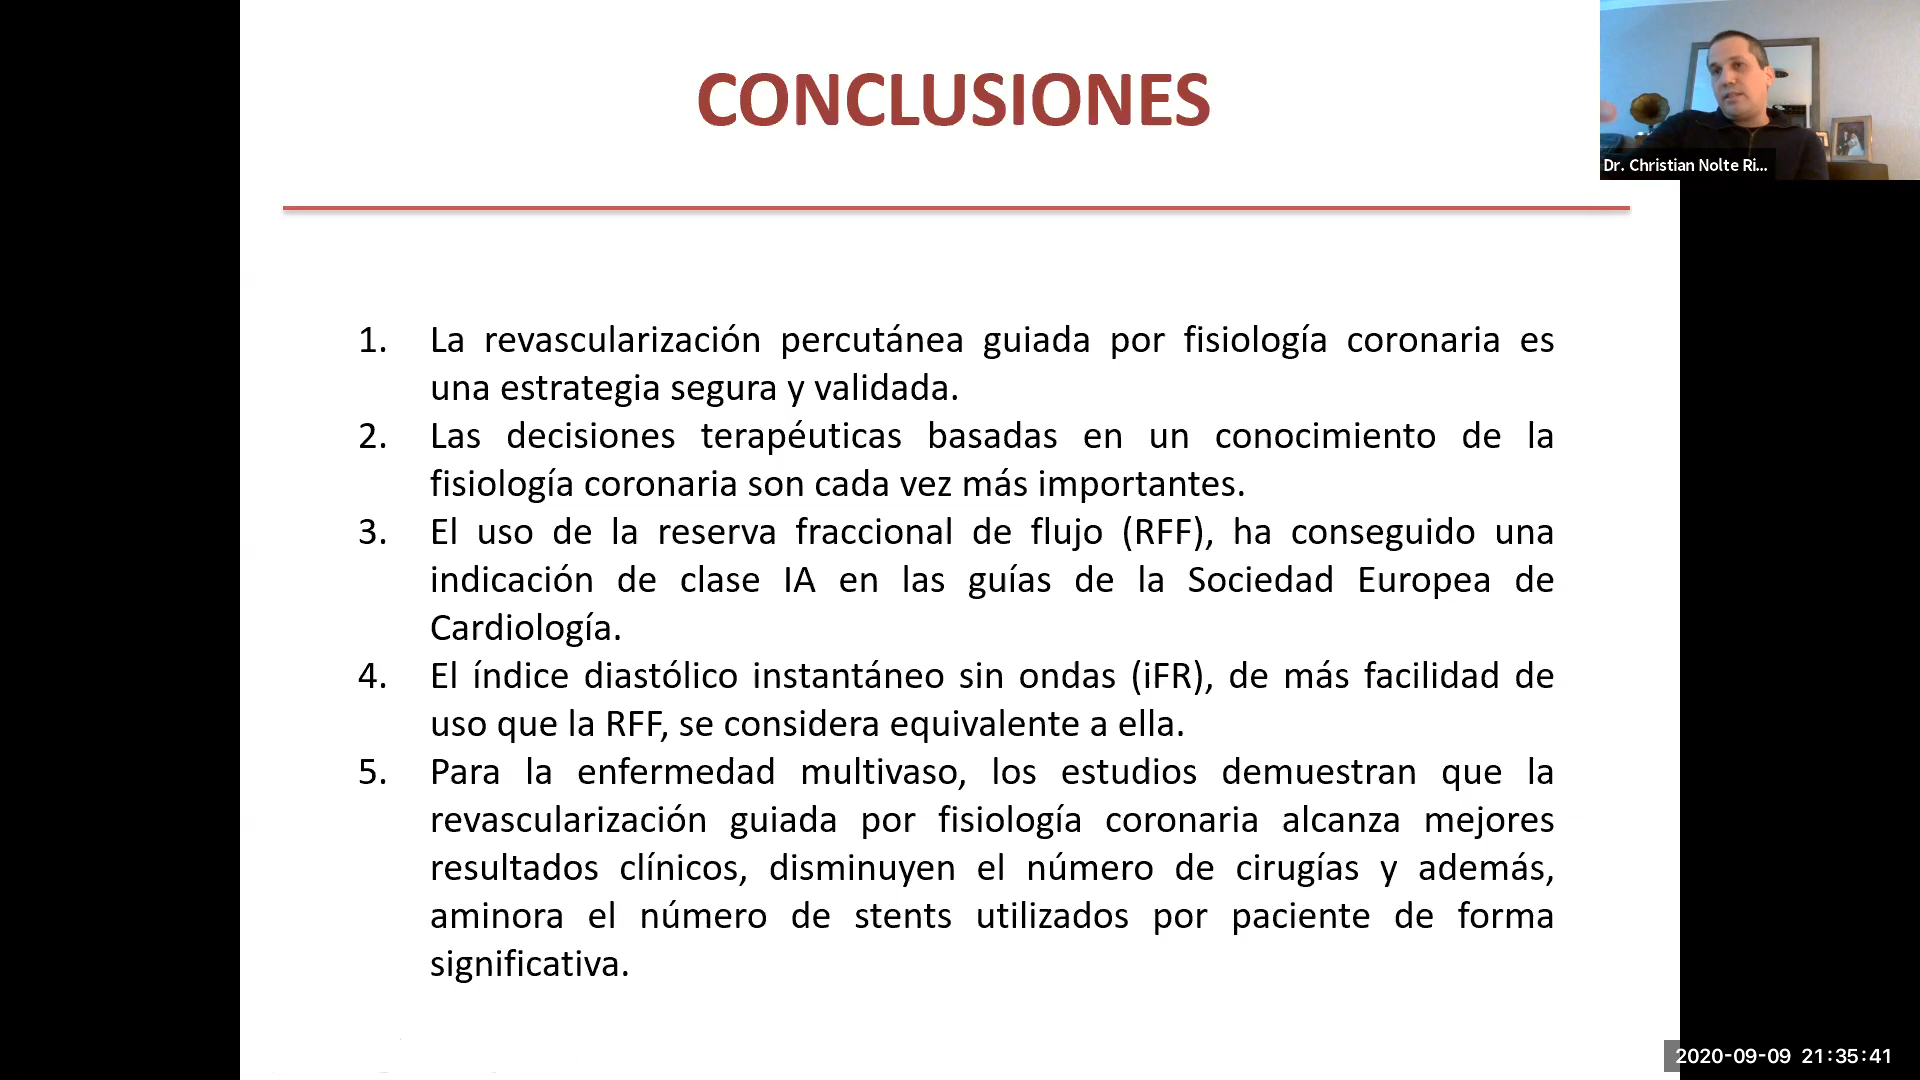 CONCLUSIONES
Dr. Christian Nolte Ri...
1. La revascularización percutánea guiada por fisiología coronaria es
una estrategia segura y validada.
2. Las decisiones terapéuticas basadas en un conocimiento de la
fisiología coronaria son cada vez más importantes.
3. El uso de la reserva fraccional de flujo (RFF), ha conseguido una
indicación de clase IA en las guías de la Sociedad Europea de
Cardiología.
4. El índice diastólico instantáneo sin ondas (iFR), de más facilidad de
uso que la RFF, se considera equivalente a ella.
5. Para la enfermedad multivaso, los estudios demuestran que la
revascularización guiada por fisiología coronaria alcanza mejores
resultados clínicos, disminuyen el número de cirugías y además,
aminora el número de stents utilizados por paciente de forma
significativa.
2020-09-09 21:35:41